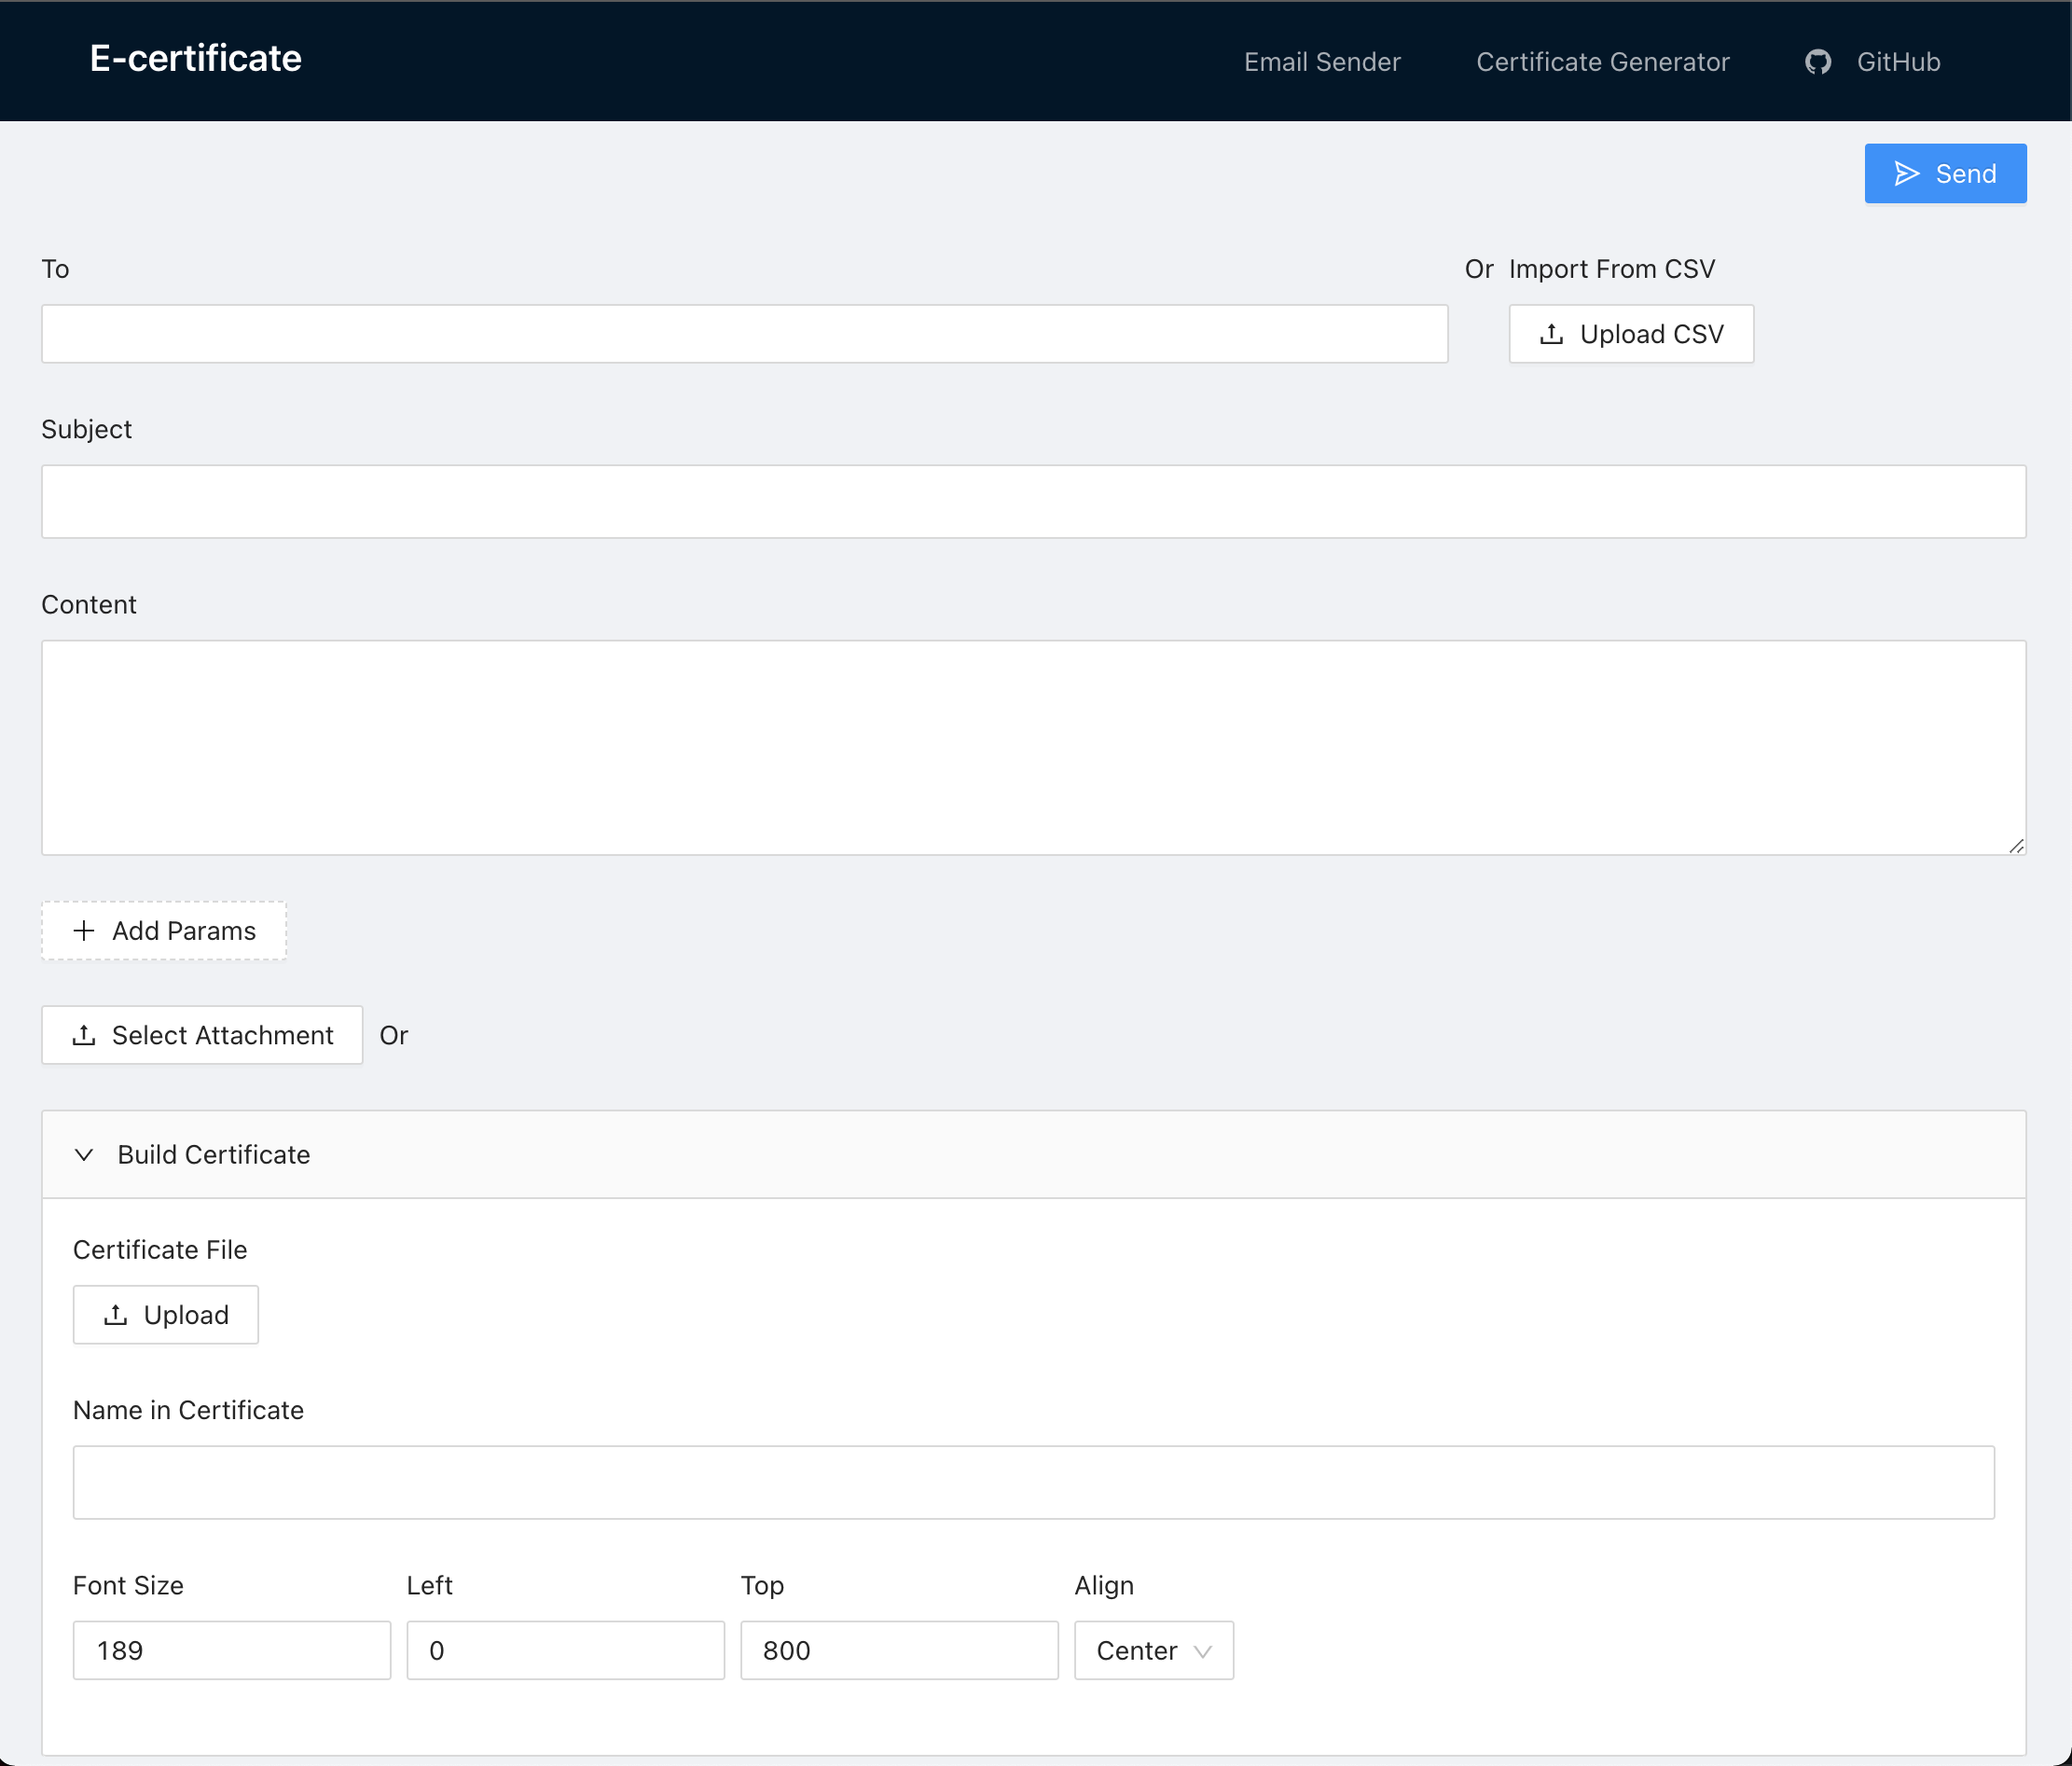 E-certificate
Email Sender Certificate Generator GitHub
Send
To Or Import From CSV
Upload CSV
Subject
Content
Add Params
Select Attachment Or
Build Certificate
Certificate File
Upload
Name in Certificate
Font Size Left Top Align
189 0 800 Center